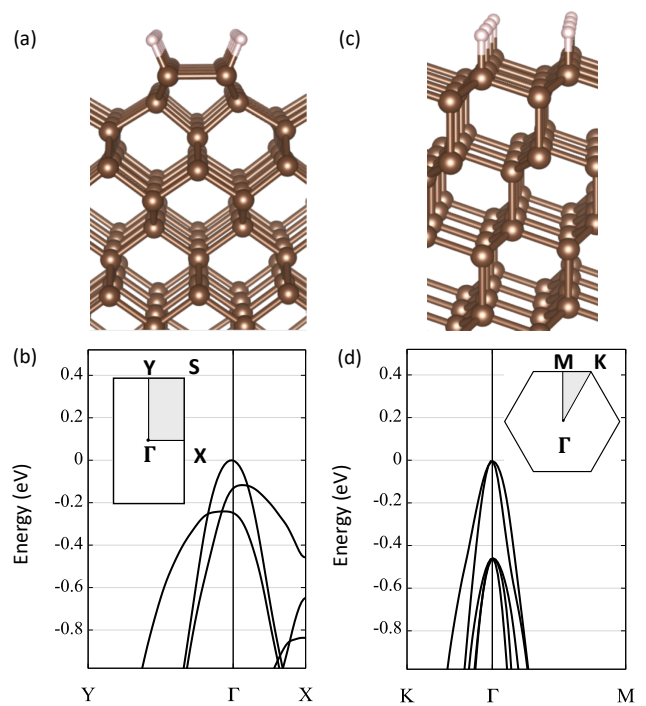 (a)
(c)
(b)
Energy (eV)
0.4
0.2
0
-0.2
-0.4
-0.6
-0.8
Y S
Γ X
Y Γ X
(d)
Energy (eV)
0.4
0.2
0
-0.2
-0.4
-0.6
-0.8
M K
Γ
K Γ M